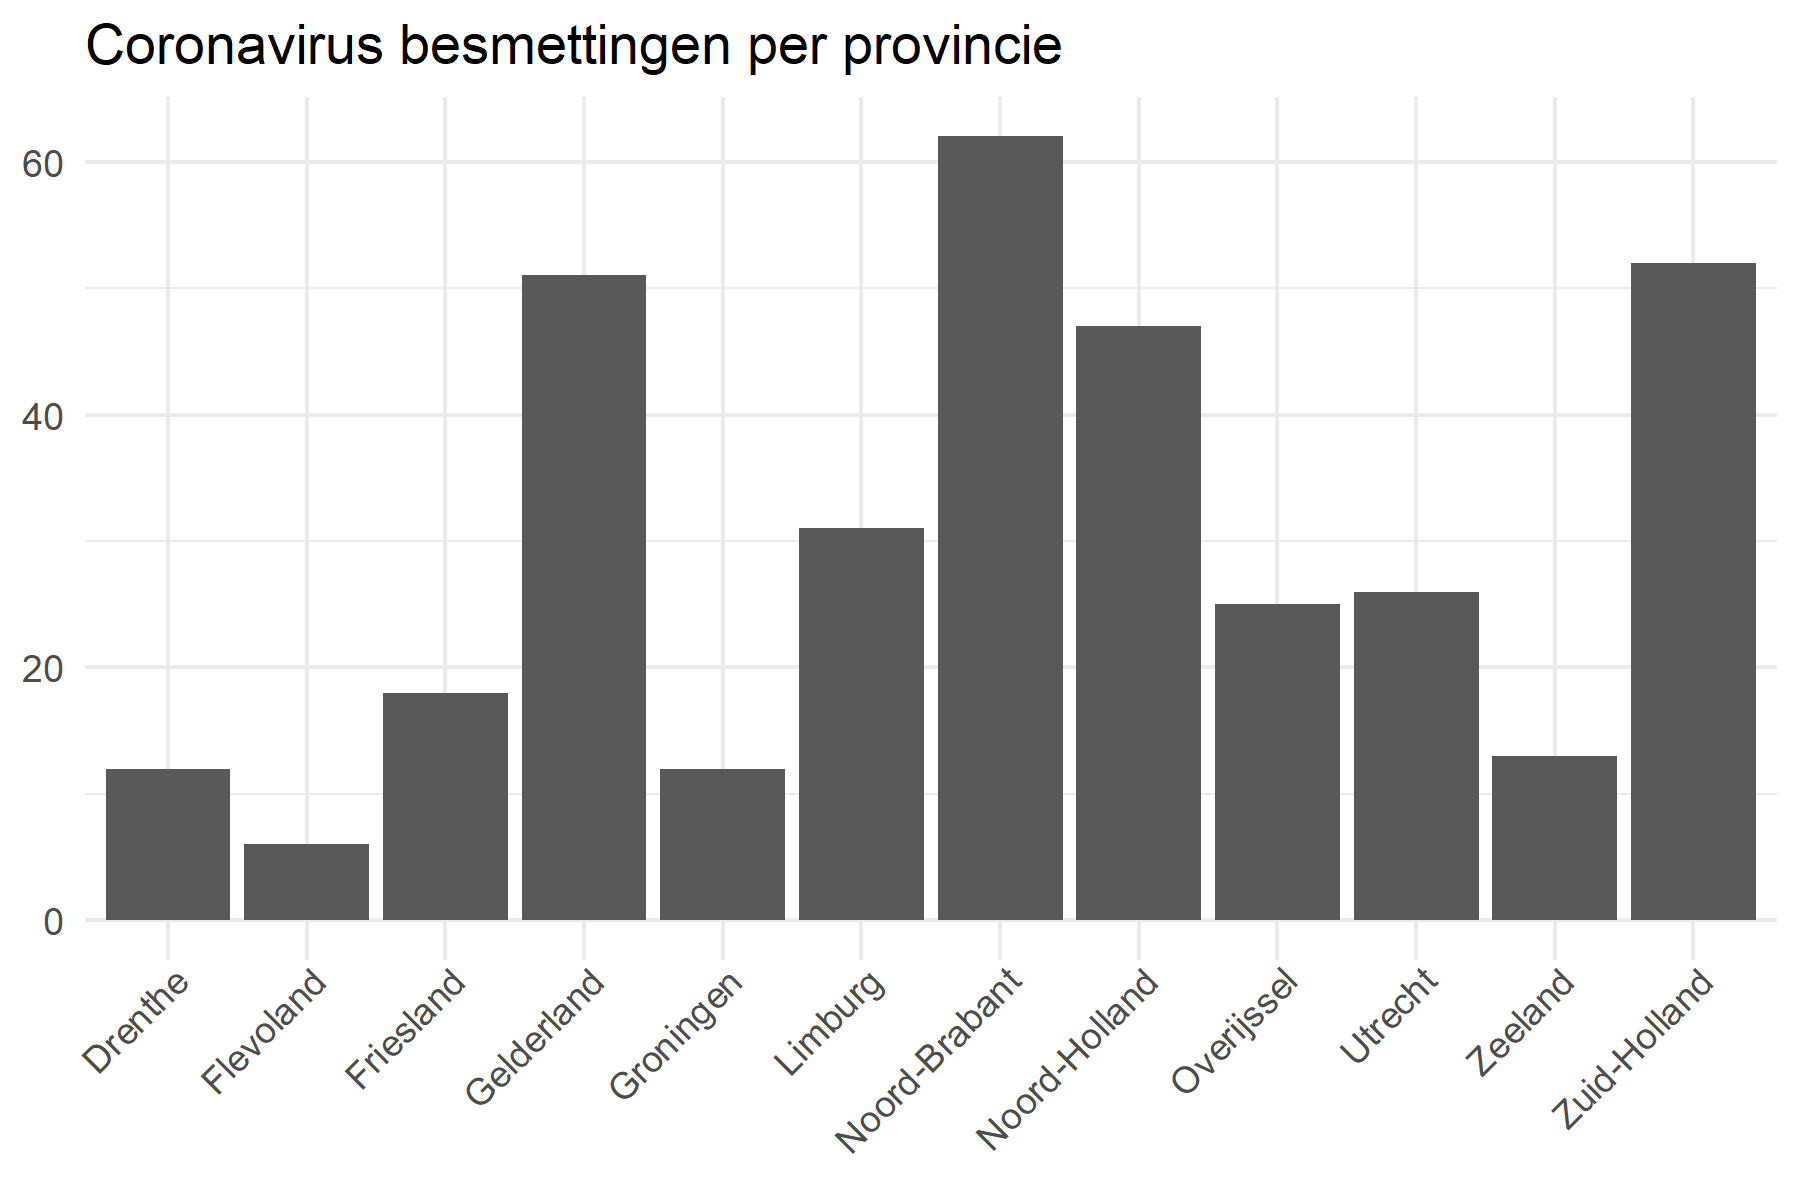 Coronavirus besmettingen per provincie
60
40
20
0
Drenthe
Flevoland
Friesland
Gelderland
Groningen
Limburg
Noord-Brabant
Noord-Holland
Overijssel
Utrecht
Zeeland
Zuid-Holland